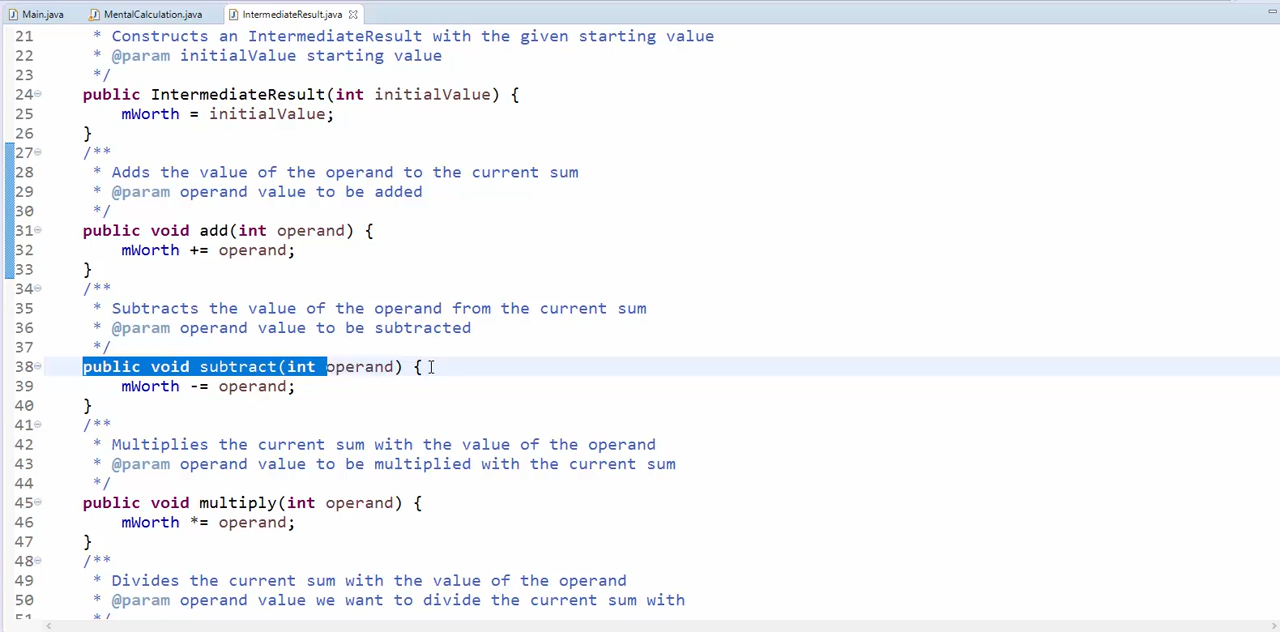 Main.java MentalCalculation.java IntermediateResult.java
21 * Constructs an IntermediateResult with the given starting value
22 * @param initialValue starting value
23 */
24 public IntermediateResult(int initialValue) {
25 mWorth = initialValue;
26 }
27 /**
28 * Adds the value of the operand to the current sum
29 * @param operand value to be added
30 */
31 public void add(int operand) {
32 mWorth += operand;
33 }
34 /**
35 * Subtracts the value of the operand from the current sum
36 * @param operand value to be subtracted
37 */
38 public void subtract(int operand) {
39 mWorth -= operand;
40 }
41 /**
42 * Multiplies the current sum with the value of the operand
43 * @param operand value to be multiplied with the current sum
44 */
45 public void multiply(int operand) {
46 mWorth *= operand;
47 }
48 /**
49 * Divides the current sum with the value of the operand
50 * @param operand value we want to divide the current sum with
51 */